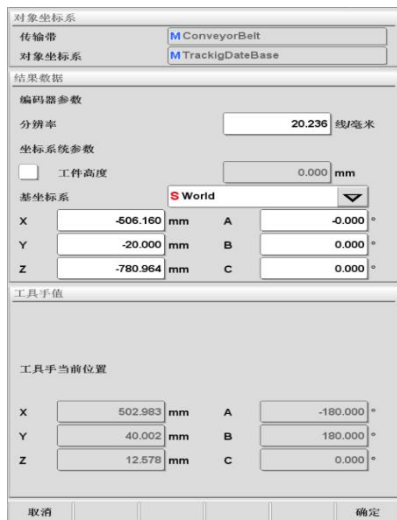 对象坐标系
传输带 M ConveyorBelt
对象坐标系 M TrackigDateBase
结果数据
编码器参数
分辨率 20.236 线/毫米
坐标系统参数
工件高度 0.000 mm
基坐标系 S World
X -506.160 mm A -0.000 °
Y -20.000 mm B 0.000 °
Z -780.964 mm C 0.000 °
工具手值
工具手当前位置
X 502.983 mm A -180.000 °
Y 40.002 mm B 180.000 °
Z 12.578 mm C 0.000 °
取消 确定